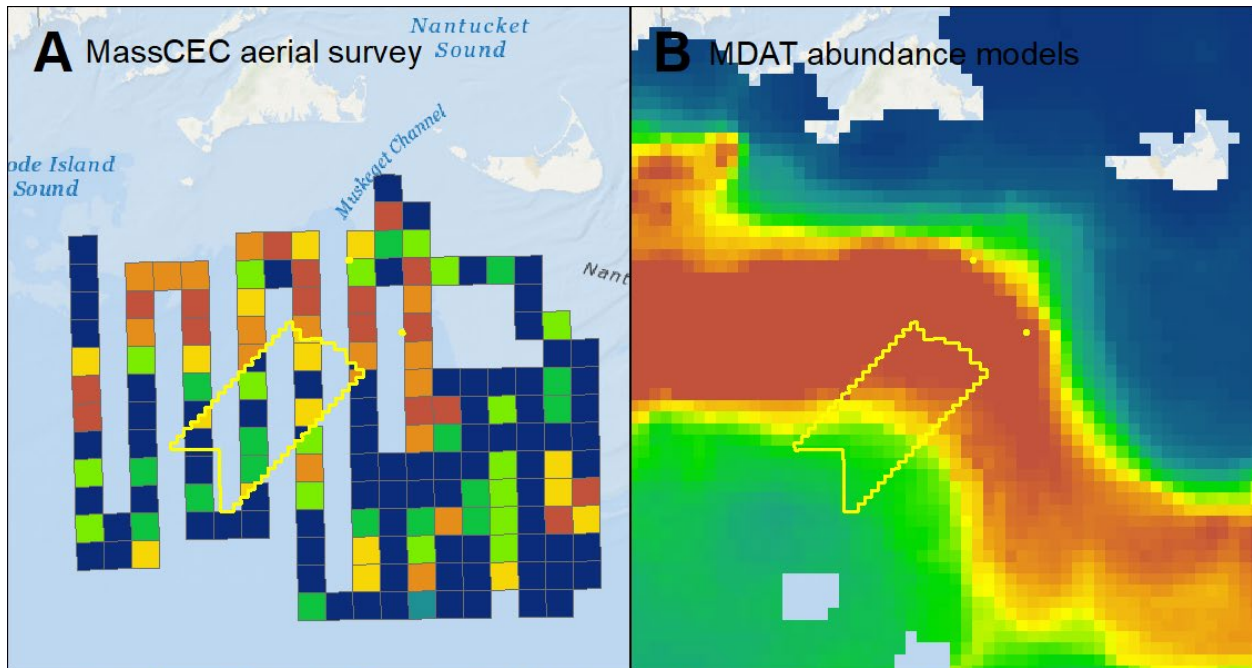 A MassCEC aerial survey
Nantucket
Sound
Muskeget Channel
ode Island
Sound
Nant
B MDAT abundance models